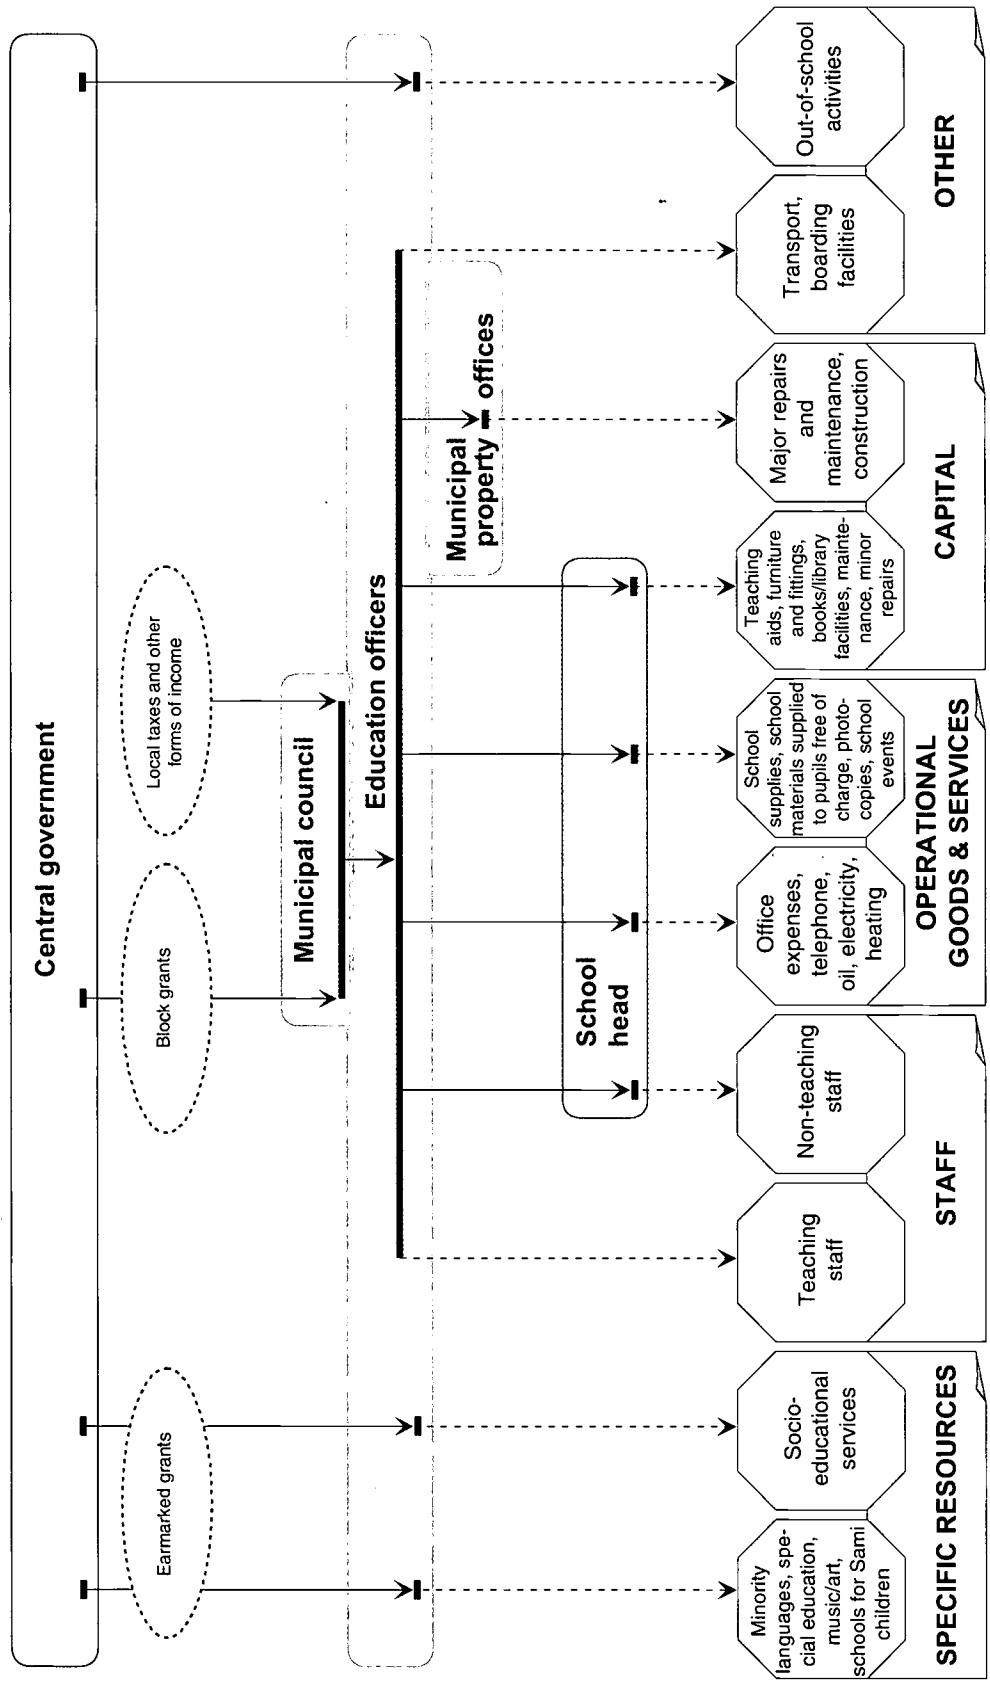 Central government
Earmarked grants
Block grants
Local taxes and other
forms of income
Municipal council
Education officers
Municipal
property
offices
School
head
Minority
languages, spe-
cial education,
music/art,
schools for Sami
children
Socio-
educational
services
Teaching
staff
Non-teaching
staff
Office
expenses,
telephone,
oil, electricity,
heating
School
supplies, school
materials supplied
to pupils free of
charge, photo-
copies, school
events
Teaching
aids, furniture
and fittings,
books/library
facilities, mainte-
nance, minor
repairs
Major repairs
and
maintenance,
construction
Transport,
boarding
facilities
Out-of-school
activities
SPECIFIC RESOURCES
STAFF
OPERATIONAL
GOODS & SERVICES
CAPITAL
OTHER